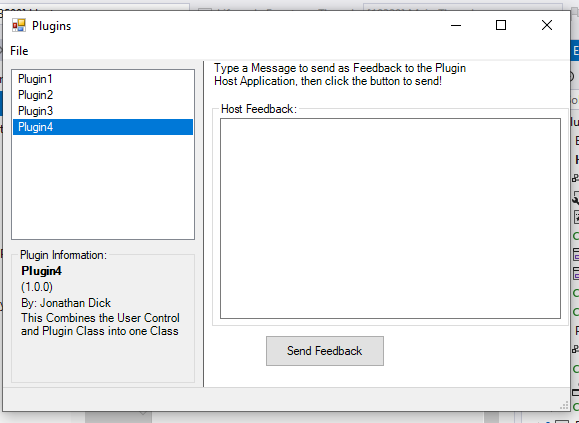 Plugins
File
Plugin1
Plugin2
Plugin3
Plugin4
Plugin Information:
Plugin4
(1.0.0)
By: Jonathan Dick
This Combines the User Control
and Plugin Class into one Class
Type a Message to send as Feedback to the Plugin
Host Application, then click the button to send!
Host Feedback:
Send Feedback